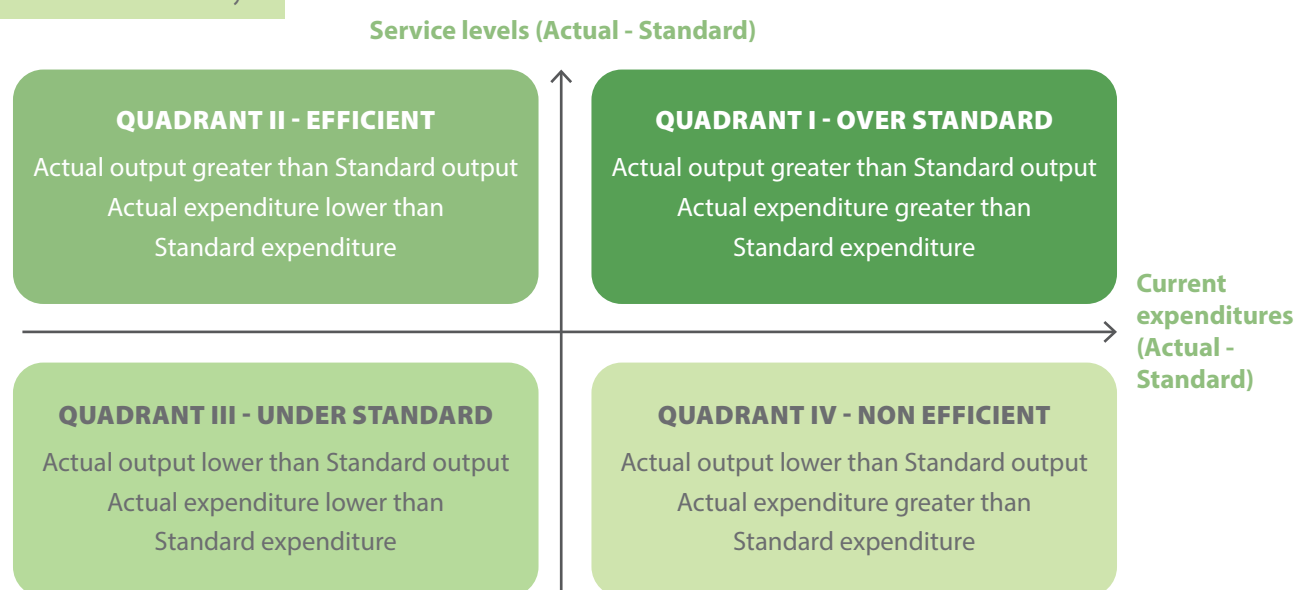 Service levels (Actual - Standard)
QUADRANT II - EFFICIENT
Actual output greater than Standard output
Actual expenditure lower than
Standard expenditure
QUADRANT I - OVER STANDARD
Actual output greater than Standard output
Actual expenditure greater than
Standard expenditure
Current
expenditures
(Actual -
Standard)
QUADRANT III - UNDER STANDARD
Actual output lower than Standard output
Actual expenditure lower than
Standard expenditure
QUADRANT IV - NON EFFICIENT
Actual output lower than Standard output
Actual expenditure greater than
Standard expenditure